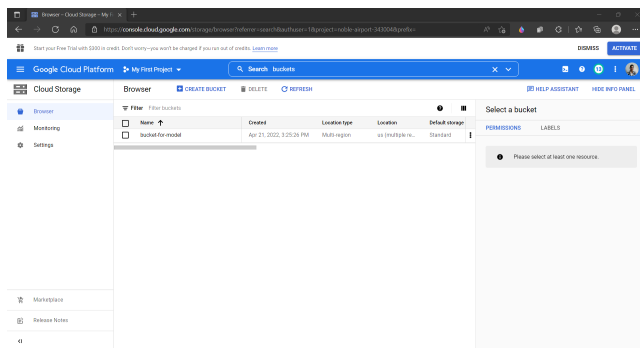 Browser – Cloud Storage – My F
https://console.cloud.google.com/storage/browser?referrer=search&authuser=1&project=noble-airport-343004&prefix=
Start your Free Trial with $300 in credit. Don't worry—you won't be charged if you run out of credits. Learn more
DISMISS
ACTIVATE
Google Cloud Platform
My First Project
Search buckets
12
Cloud Storage
Browser
CREATE BUCKET
DELETE
REFRESH
HELP ASSISTANT
HIDE INFO PANEL
Browser
Monitoring
Settings
Filter Filter buckets
Name Created Location type Location Default storage
bucket-for-model Apr 21, 2022, 3:25:26 PM Multi-region us (multiple re... Standard
Select a bucket
PERMISSIONS LABELS
Please select at least one resource.
Marketplace
Release Notes